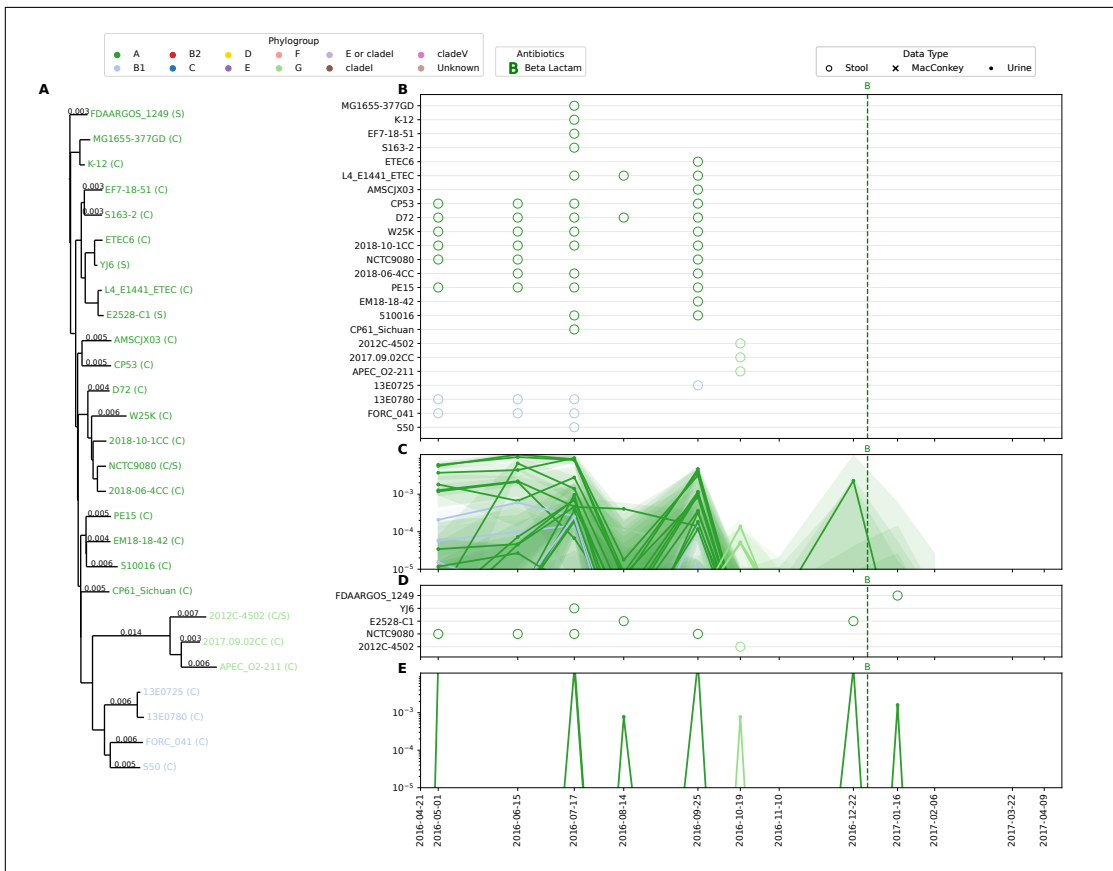 Phylogroup
A B2 D F E or cladeI cladeV
B1 C E G cladeI Unknown
Antibiotics
B Beta Lactam
Data Type
Stool MacConkey Urine
A
0.003 FDAARGOS_1249 (S)
MG1655-377GD (C)
K-12 (C)
0.003 EF7-18-51 (C)
0.003 S163-2 (C)
ETEC6 (C)
YJ6 (S)
L4_E1441_ETEC (C)
E2528-C1 (S)
0.005 AMSCJX03 (C)
0.005 CP53 (C)
0.004 D72 (C)
0.006 W25K (C)
2018-10-1CC (C)
NCTC9080 (C/S)
2018-06-4CC (C)
0.005 PE15 (C)
0.004 EM18-18-42 (C)
0.006 510016 (C)
0.005 CP61_Sichuan (C)
0.007 2012C-4502 (C/S)
0.014
0.003 2017.09.02CC (C)
0.006 APEC_O2-211 (C)
13E0725 (C)
0.006
13E0780 (C)
0.006 FORC_041 (C)
0.005 S50 (C)
B
B
MG1655-377GD
K-12
EF7-18-51
S163-2
ETEC6
L4_E1441_ETEC
AMSCJX03
CP53
D72
W25K
2018-10-1CC
NCTC9080
2018-06-4CC
PE15
EM18-18-42
510016
CP61_Sichuan
2012C-4502
2017.09.02CC
APEC_O2-211
13E0725
13E0780
FORC_041
S50
C
B
10−3
10−4
10−5
D
B
FDAARGOS_1249
YJ6
E2528-C1
NCTC9080
2012C-4502
E
B
10−3
10−4
10−5
2016-04-21
2016-05-01
2016-06-15
2016-07-17
2016-08-14
2016-09-25
2016-10-19
2016-11-10
2016-12-22
2017-01-16
2017-02-06
2017-03-22
2017-04-09